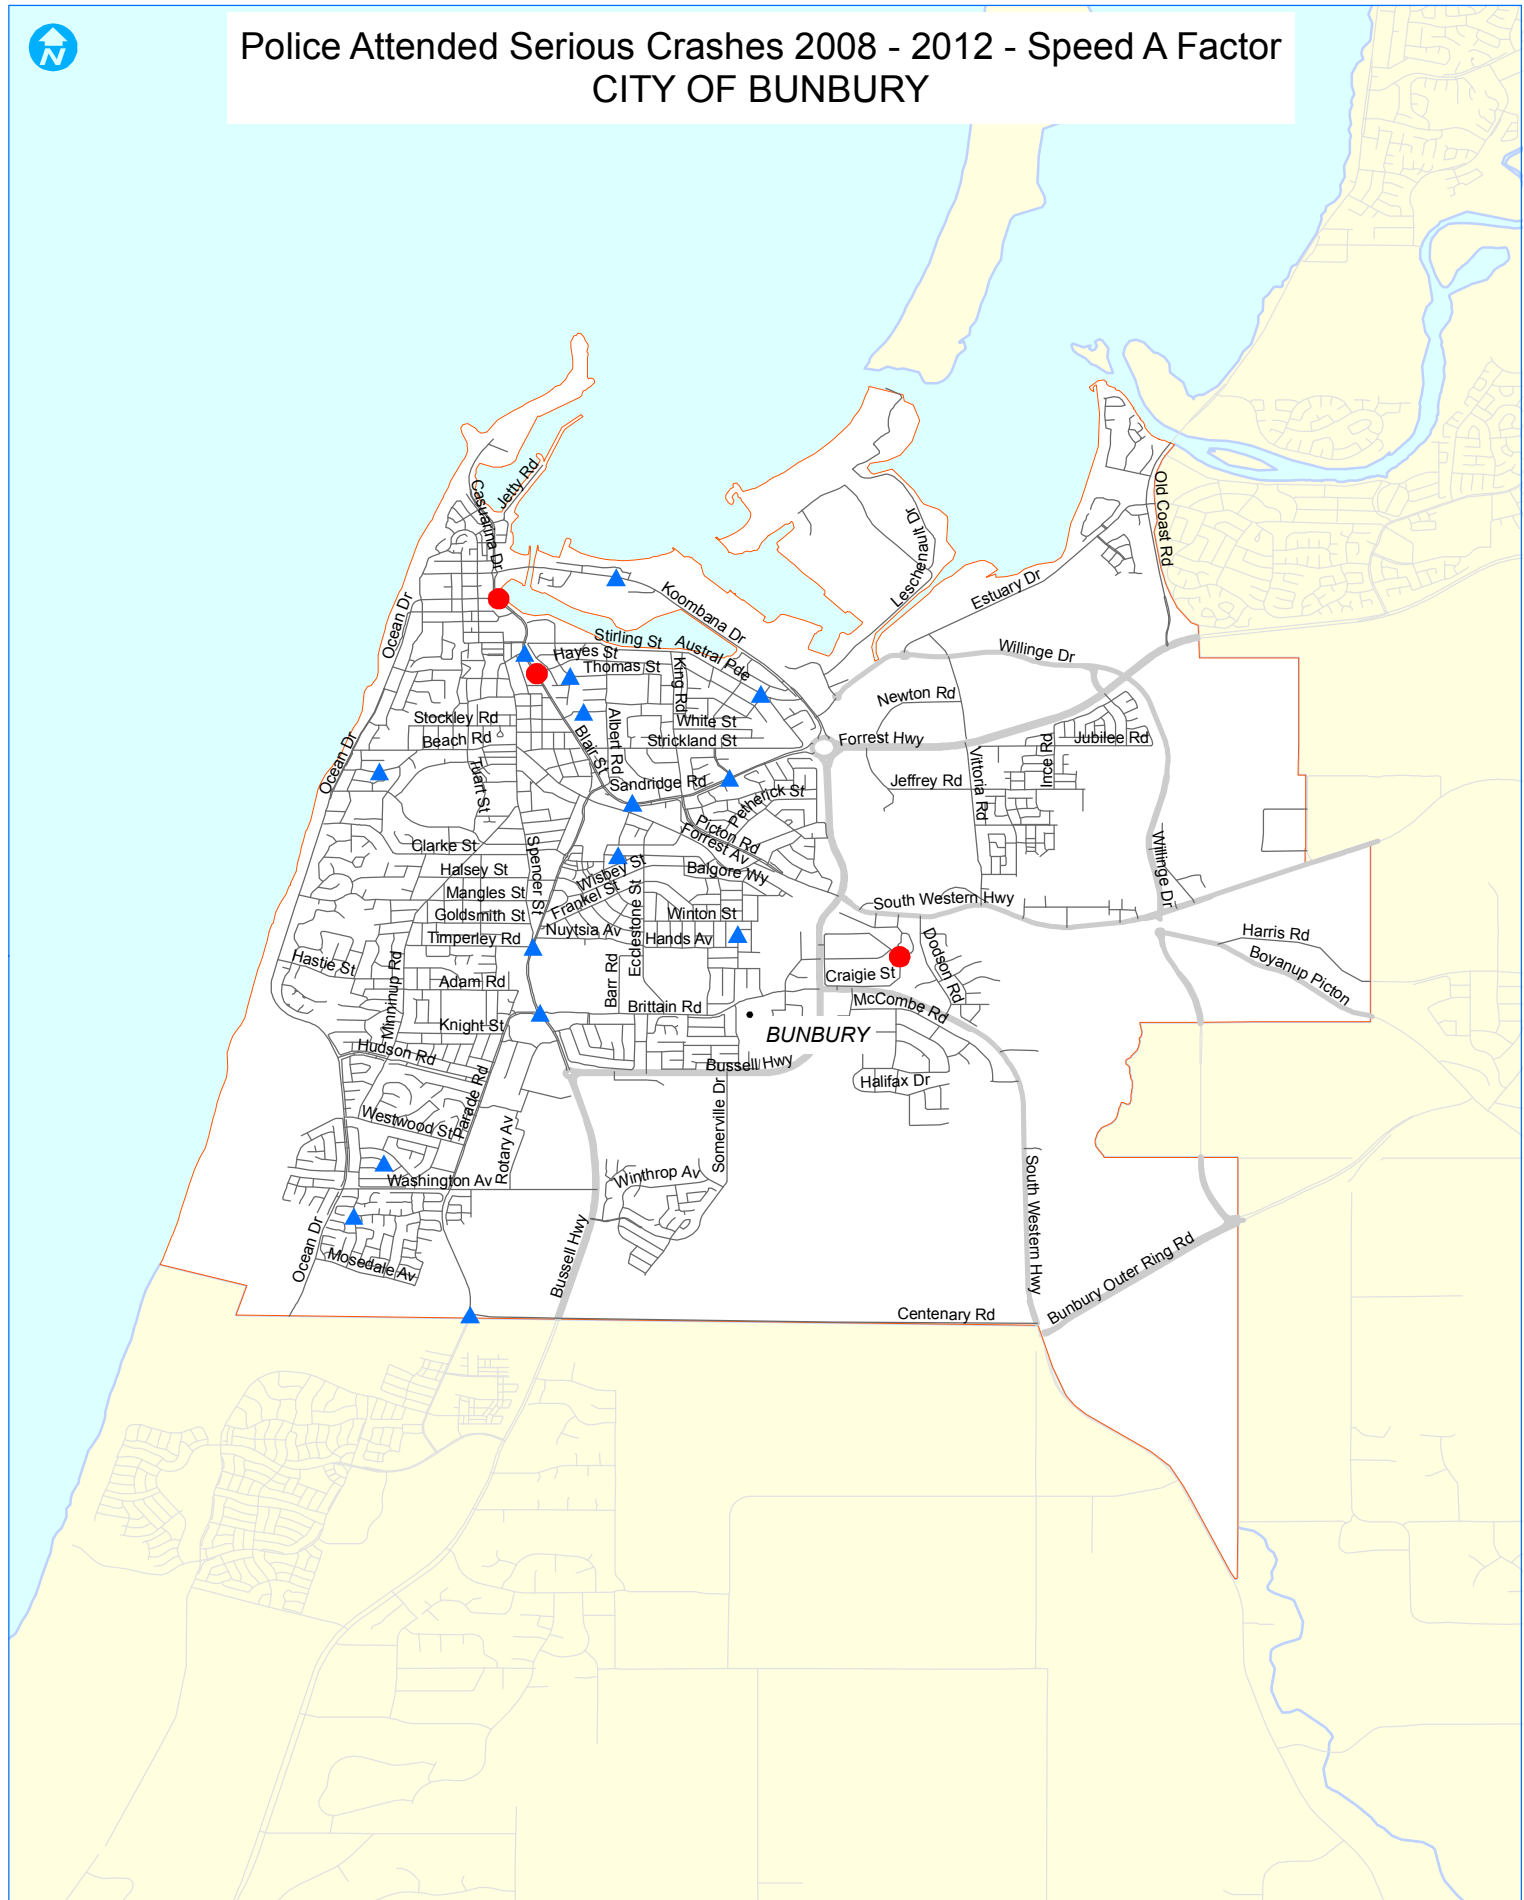 Police Attended Serious Crashes 2008 - 2012 - Speed A Factor
CITY OF BUNBURY
N
Jetty Rd
Casuarina Dr
Old Coast Rd
Leschenault Dr
Estuary Dr
Koombana Dr
Ocean Dr
Stirling St
Hayes St
Austral Pde
Thomas St
King Rd
Willinge Dr
Newton Rd
Stockley Rd
Beach Rd
Albert Rd
White St
Strickland St
Blair St
Forrest Hwy
Jubilee Rd
Ince Rd
Vittoria Rd
Ocean Dr
Tuart St
Sandridge Rd
Petherick St
Jeffrey Rd
Picton Rd
Forrest Av
Clarke St
Spencer St
Halsey St
Wisbey St
Balgore Wy
Willinge Dr
Mangles St
Frankel St
South Western Hwy
Goldsmith St
Winton St
Nuytsia Av
Ecclestone St
Timperley Rd
Hands Av
Harris Rd
Hastie St
Dodson Rd
Boyanup Picton
Minninup Rd
Adam Rd
Barr Rd
Craigie St
Brittain Rd
McCombe Rd
Knight St
BUNBURY
Hudson Rd
Bussell Hwy
Halifax Dr
Parade Rd
Westwood St
Rotary Av
Somerville Dr
Washington Av
Winthrop Av
South Western Hwy
Ocean Dr
Mosedale Av
Bussell Hwy
Bunbury Outer Ring Rd
Centenary Rd